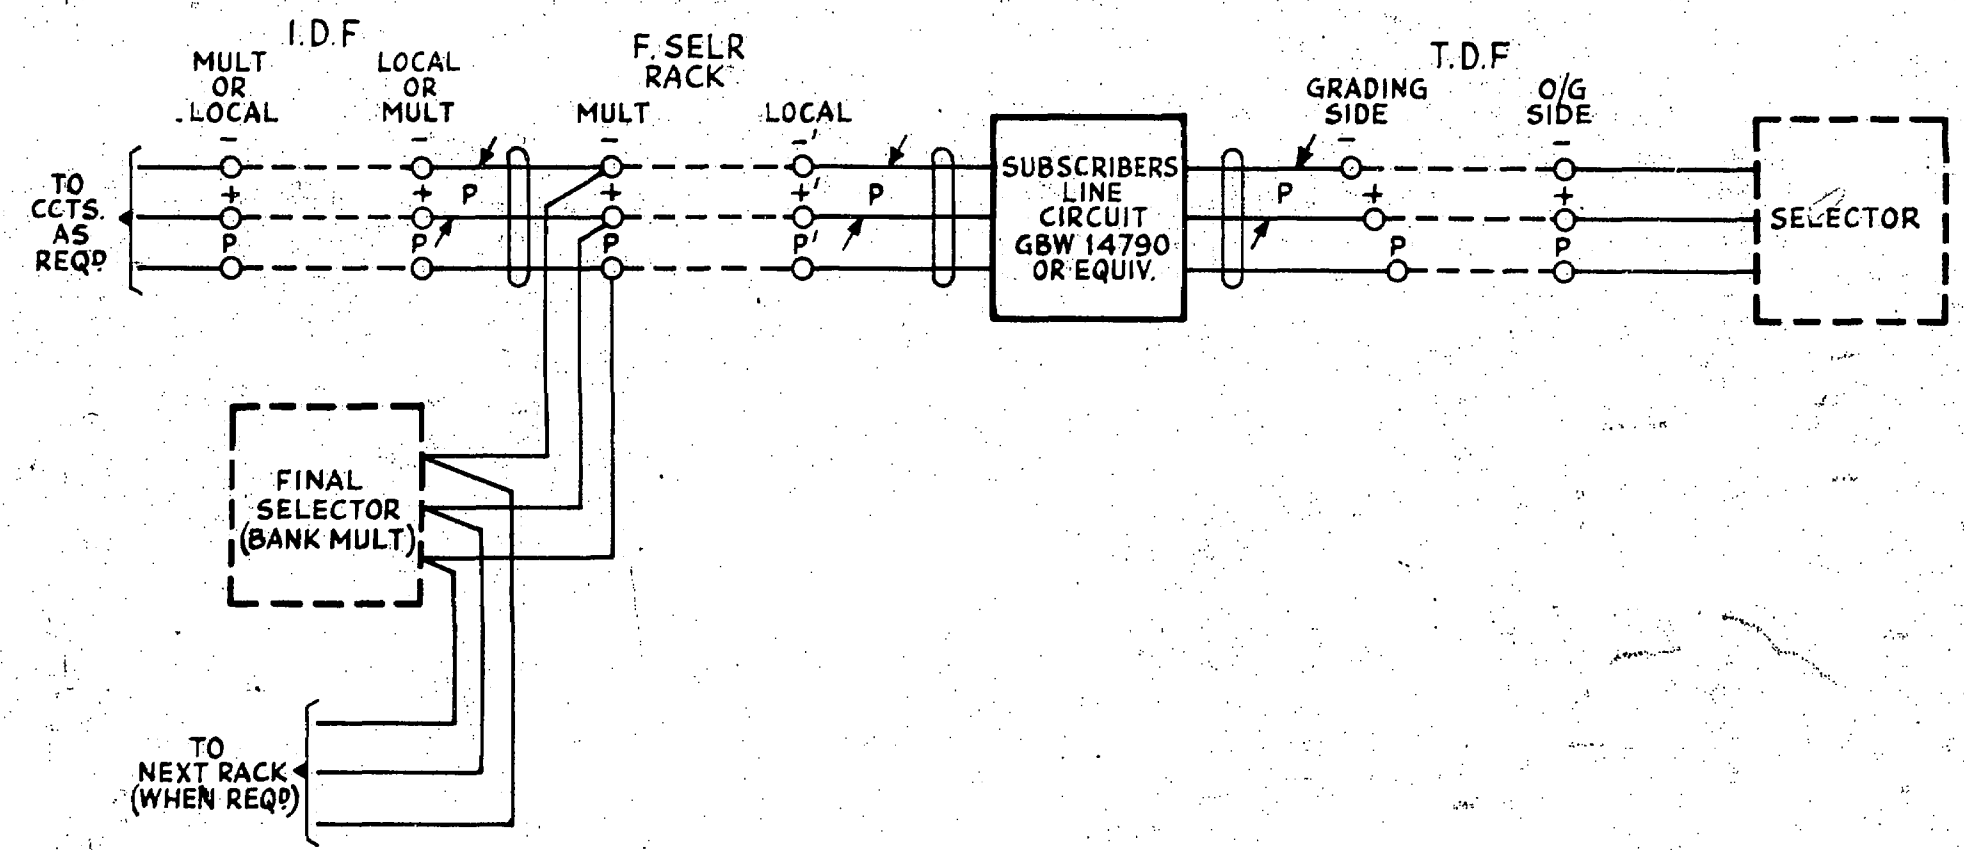 I.D.F
MULT
OR
LOCAL
LOCAL
OR
MULT
F. SELR
RACK
MULT
LOCAL
T.D.F
GRADING
SIDE
O/G
SIDE
-
-
-
-'
-
-
+
+
+
+'
+
+
P
P
P
P
P
P'
P
P
P
TO
CCTS.
AS
REQD
SUBSCRIBERS
LINE
CIRCUIT
GBW 14790
OR EQUIV.
SELECTOR
FINAL
SELECTOR
(BANK MULT)
TO
NEXT RACK
(WHEN REQD)